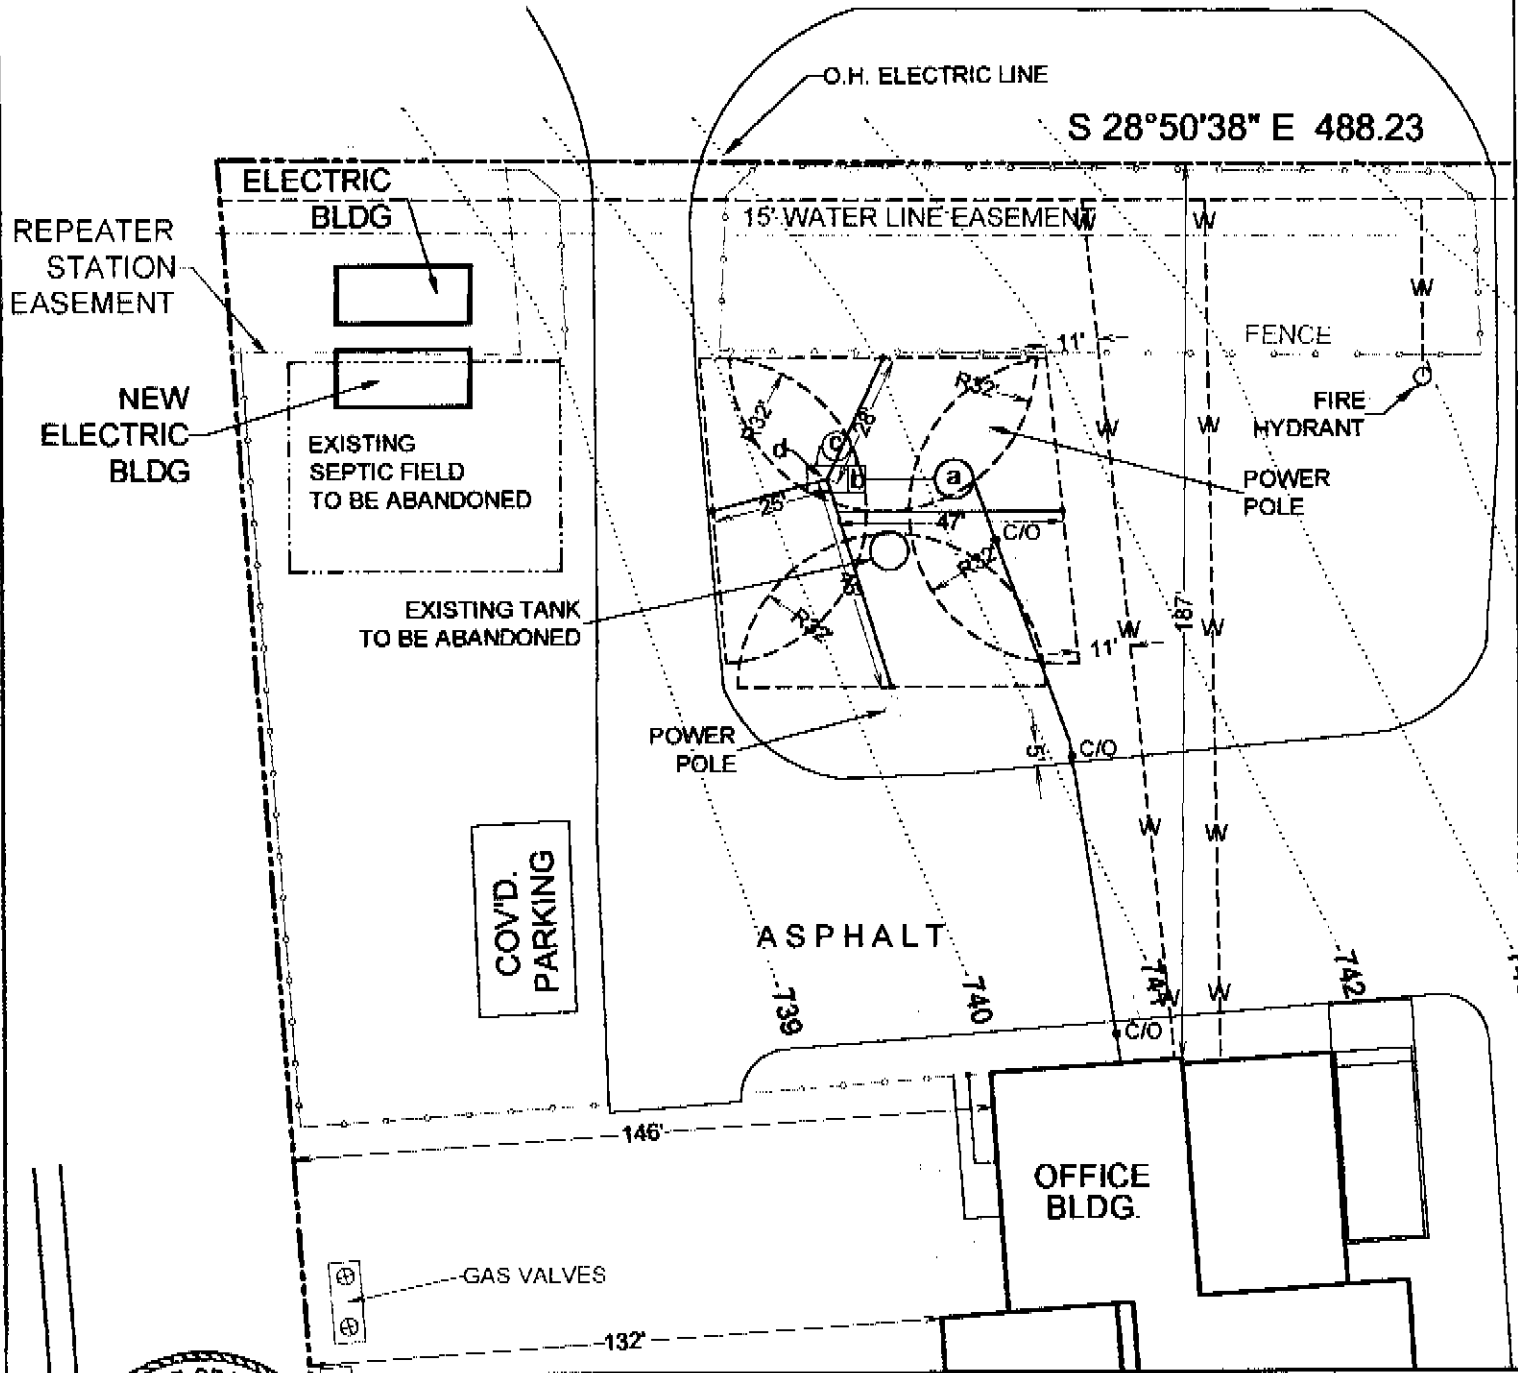 O.H. ELECTRIC LINE
S 28°50'38" E 488.23
ELECTRIC
BLDG
15' WATER LINE EASEMENT
W
W
REPEATER
STATION
EASEMENT
W
FENCE
11'
NEW
ELECTRIC
BLDG
EXISTING
SEPTIC FIELD
TO BE ABANDONED
R32'
R32'
28'
FIRE
HYDRANT
W
W
d
c
b
a
POWER
POLE
25'
47'
C/O
R32'
EXISTING TANK
TO BE ABANDONED
R32'
187'
W
W
11'
POWER
POLE
5'
C/O
W
W
COV'D.
PARKING
ASPHALT
739
740
742
W
W
C/O
146'
OFFICE
BLDG.
GAS VALVES
132'